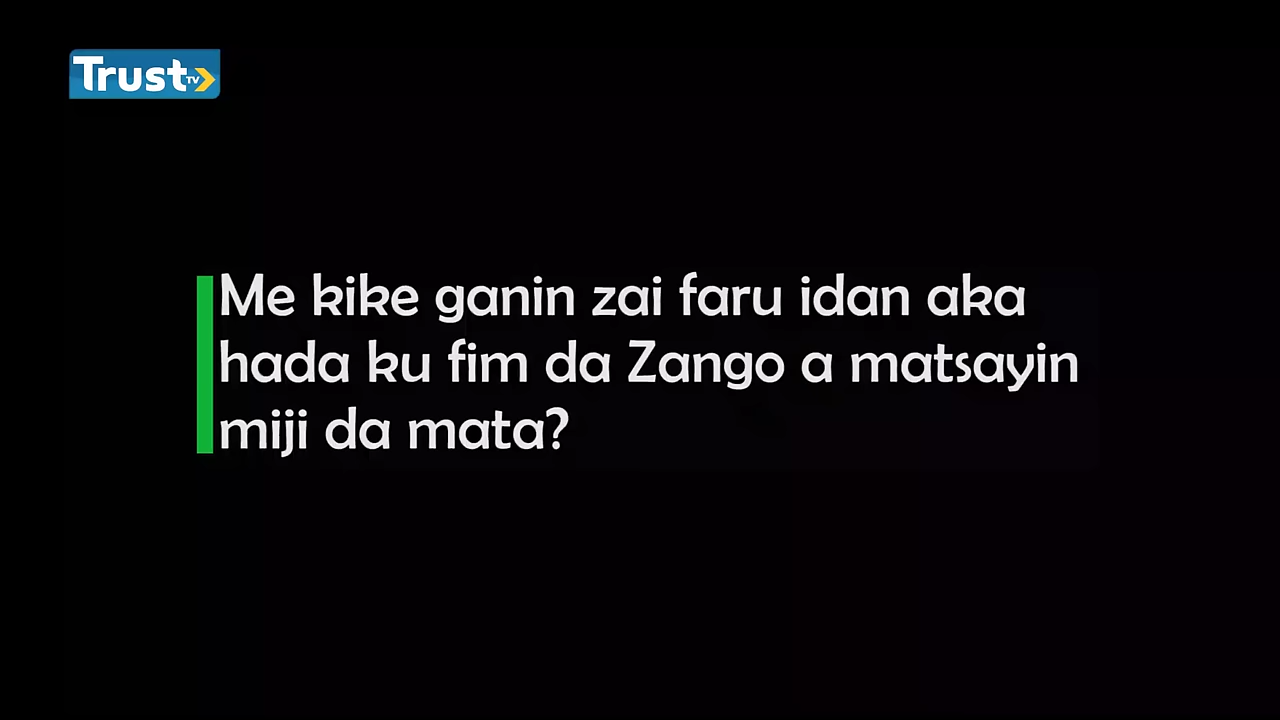 Trust TV
Me kike ganin zai faru idan aka
hada ku fim da Zango a matsayin
miji da mata?